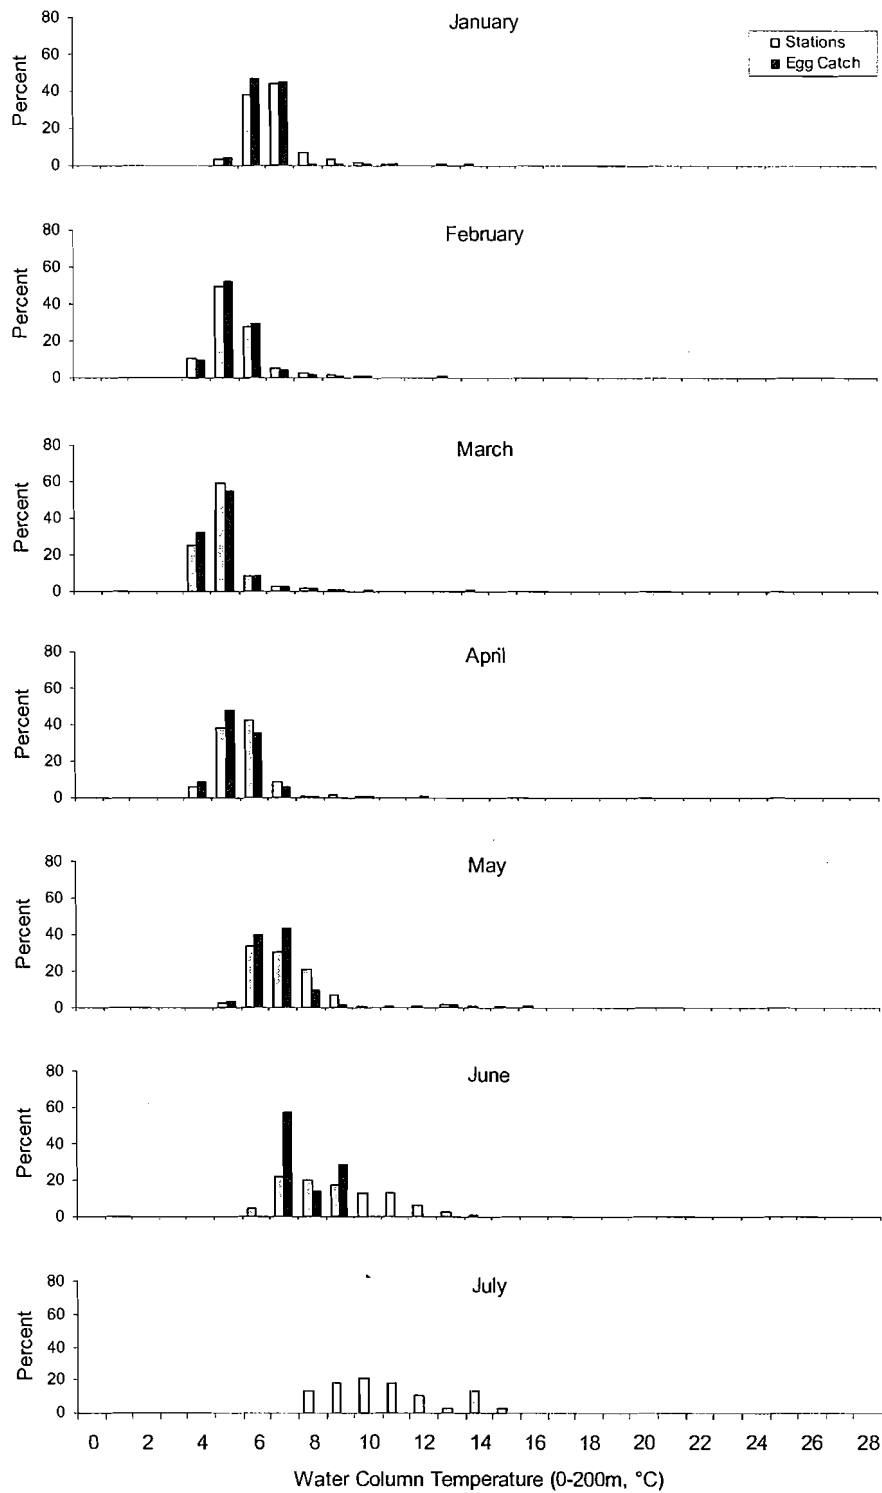 January
Stations
Egg Catch
Percent
80
60
40
20
0
February
Percent
80
60
40
20
0
March
Percent
80
60
40
20
0
April
Percent
80
60
40
20
0
May
Percent
80
60
40
20
0
June
Percent
80
60
40
20
0
July
Percent
80
60
40
20
0
0 2 4 6 8 10 12 14 16 18 20 22 24 26 28
Water Column Temperature (0-200m, °C)